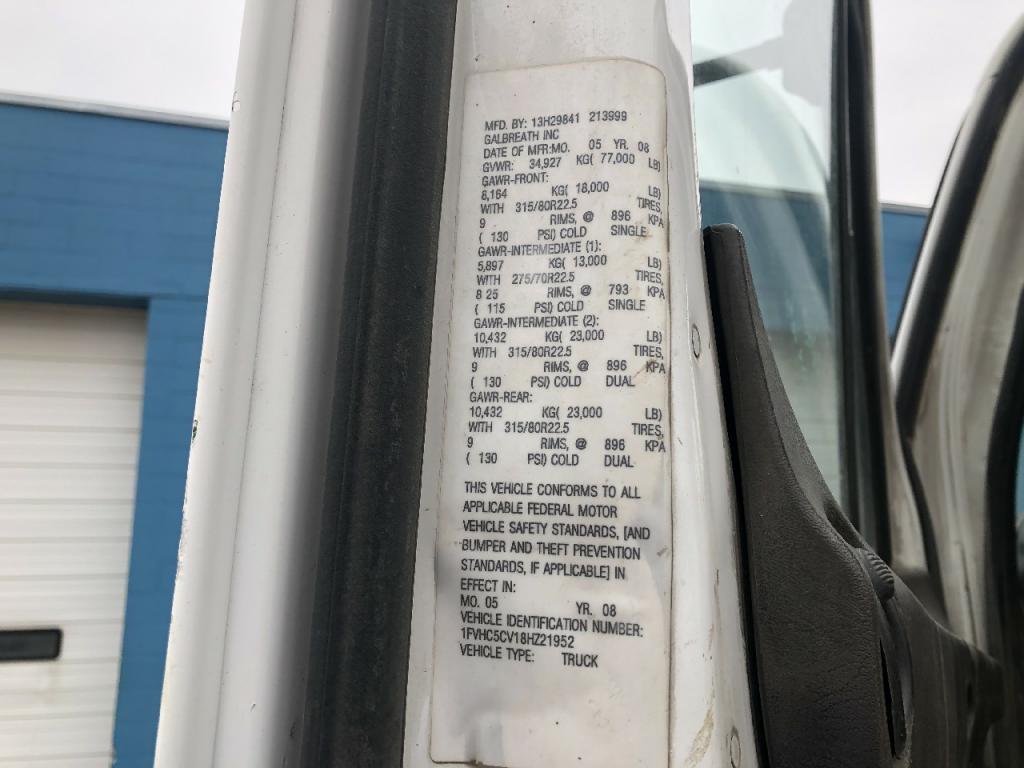 MFD. BY: 13H29841 213999
GALBREATH INC
DATE OF MFR:MO. 05 YR. 08
GVWR: 34,927 KG( 77,000 LB)
GAWR-FRONT:
8,164 KG( 18,000 LB)
WITH 315/80R22.5 TIRES,
9 RIMS, @ 896 KPA
( 130 PSI) COLD SINGLE
GAWR-INTERMEDIATE (1):
5,897 KG( 13,000 LB)
WITH 275/70R22.5 TIRES,
8 25 RIMS, @ 793 KPA
( 115 PSI) COLD SINGLE
GAWR-INTERMEDIATE (2):
10,432 KG( 23,000 LB)
WITH 315/80R22.5 TIRES,
9 RIMS, @ 896 KPA
( 130 PSI) COLD DUAL
GAWR-REAR:
10,432 KG( 23,000 LB)
WITH 315/80R22.5 TIRES,
9 RIMS, @ 896 KPA
( 130 PSI) COLD DUAL
THIS VEHICLE CONFORMS TO ALL
APPLICABLE FEDERAL MOTOR
VEHICLE SAFETY STANDARDS, [AND
BUMPER AND THEFT PREVENTION
STANDARDS, IF APPLICABLE] IN
EFFECT IN:
MO. 05 YR. 08
VEHICLE IDENTIFICATION NUMBER:
1FVHC5CV18HZ21952
VEHICLE TYPE: TRUCK